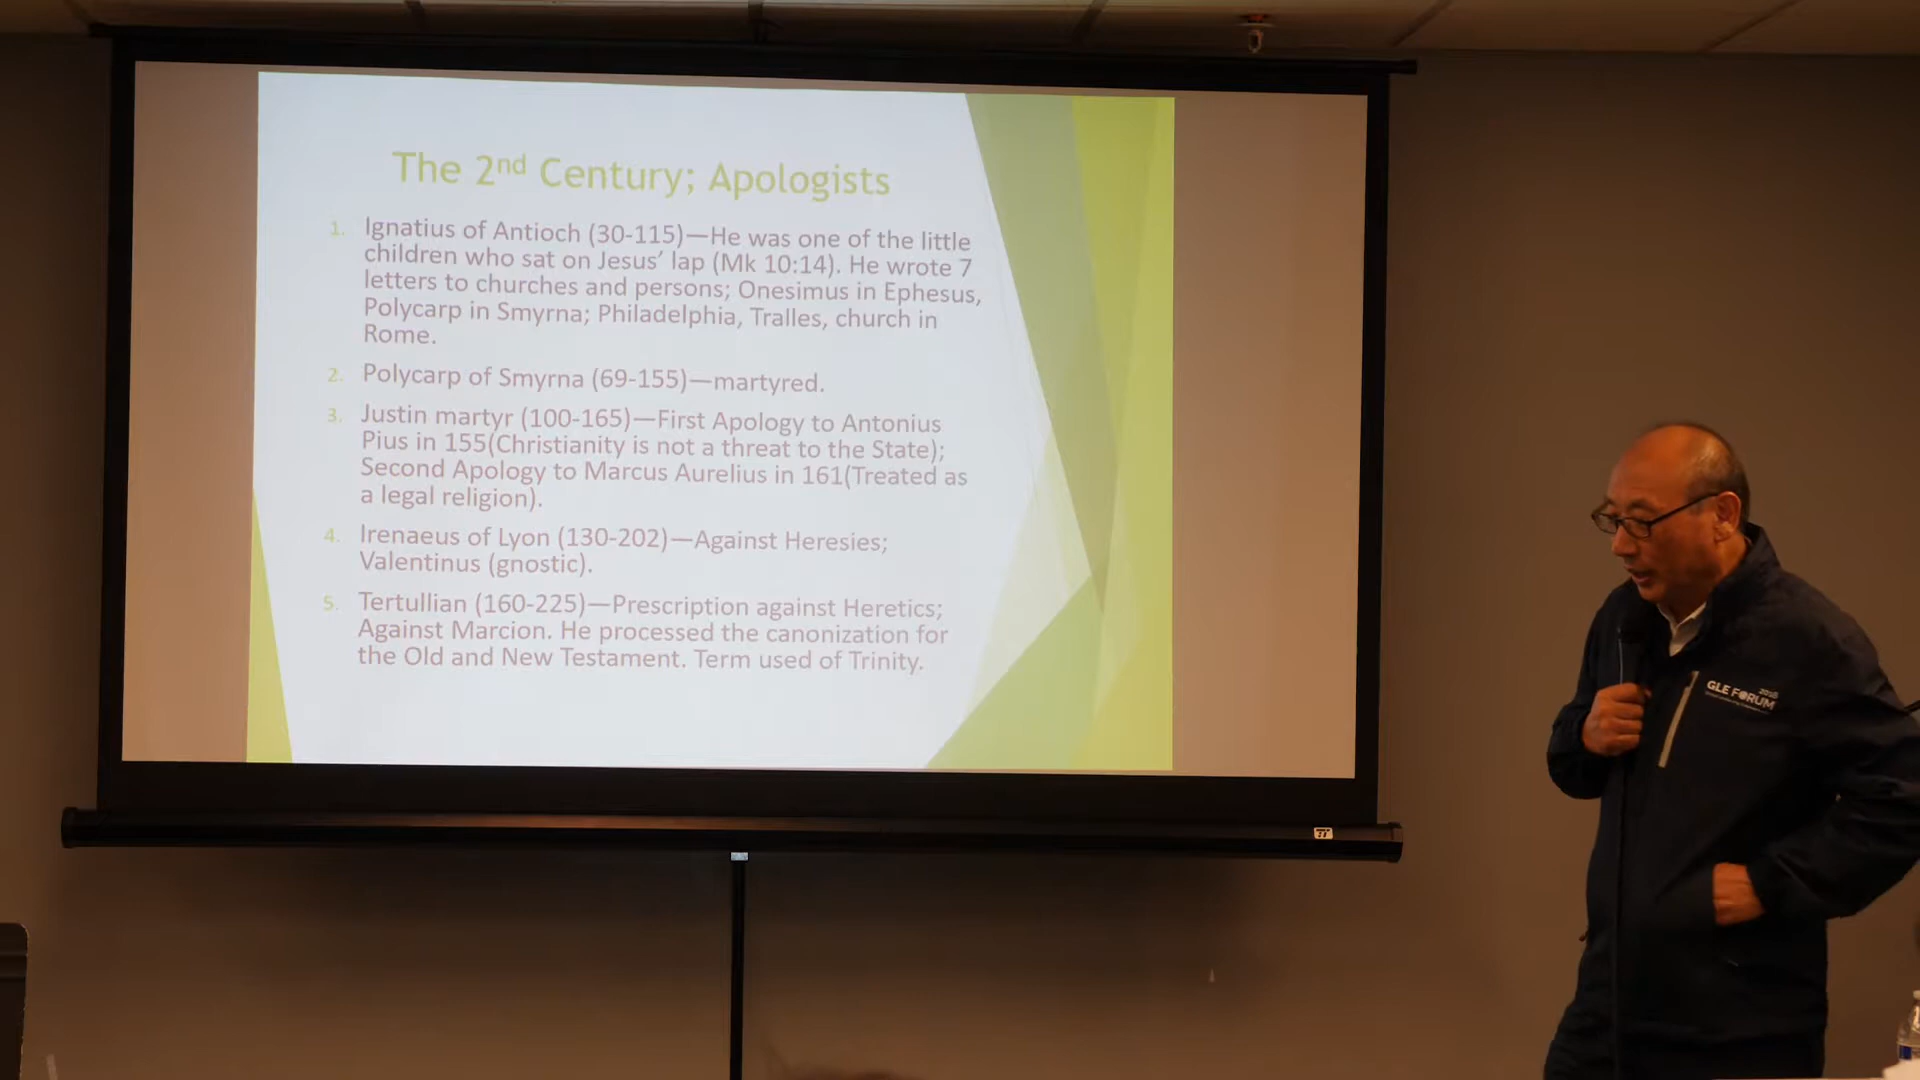 The 2nd Century; Apologists
1. Ignatius of Antioch (30-115)—He was one of the little
children who sat on Jesus’ lap (Mk 10:14). He wrote 7
letters to churches and persons; Onesimus in Ephesus,
Polycarp in Smyrna; Philadelphia, Tralles, church in
Rome.
2. Polycarp of Smyrna (69-155)—martyred.
3. Justin martyr (100-165)—First Apology to Antonius
Pius in 155(Christianity is not a threat to the State);
Second Apology to Marcus Aurelius in 161(Treated as
a legal religion).
4. Irenaeus of Lyon (130-202)—Against Heresies;
Valentinus (gnostic).
5. Tertullian (160-225)—Prescription against Heretics;
Against Marcion. He processed the canonization for
the Old and New Testament. Term used of Trinity.
GLE FORUM